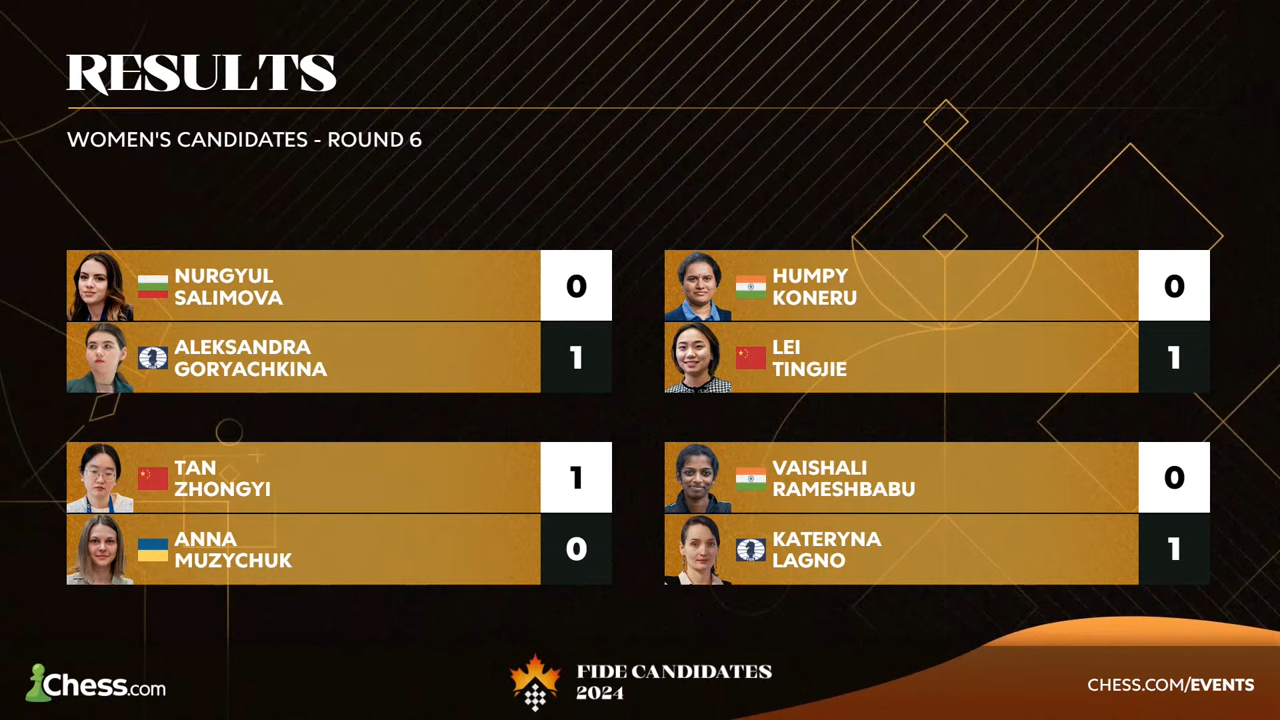 RESULTS
WOMEN'S CANDIDATES - ROUND 6
NURGYUL
SALIMOVA
0
ALEKSANDRA
GORYACHKINA
1
HUMPY
KONERU
0
LEI
TINGJIE
1
TAN
ZHONGYI
1
ANNA
MUZYCHUK
0
VAISHALI
RAMESHBABU
0
KATERYNA
LAGNO
1
Chess.com
FIDE CANDIDATES
2024
CHESS.COM/EVENTS